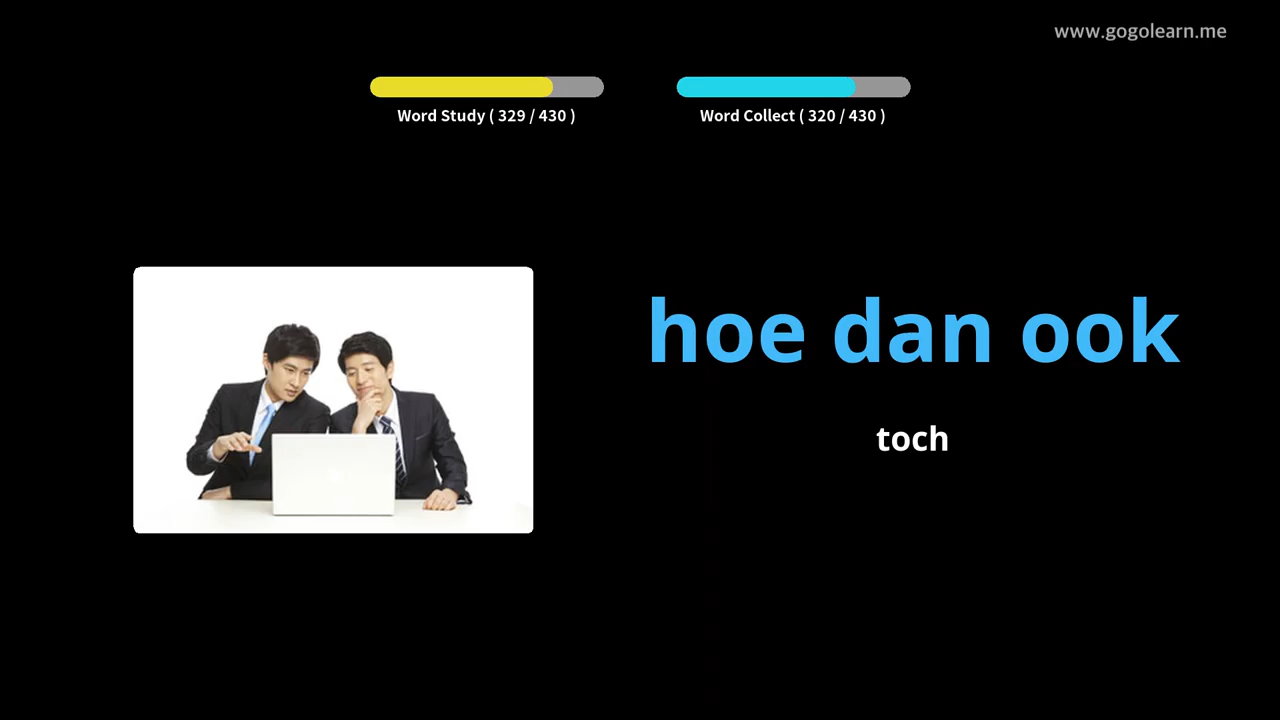 www.gogolearn.me
Word Study ( 329 / 430 )
Word Collect ( 320 / 430 )
hoe dan ook
toch